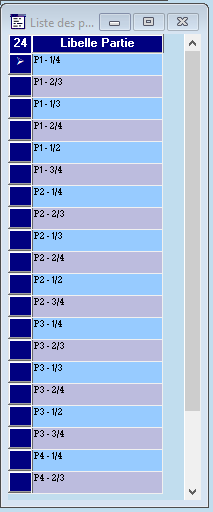 Liste des p...
24 Libelle Partie
P1 - 1/4
P1 - 2/3
P1 - 1/3
P1 - 2/4
P1 - 1/2
P1 - 3/4
P2 - 1/4
P2 - 2/3
P2 - 1/3
P2 - 2/4
P2 - 1/2
P2 - 3/4
P3 - 1/4
P3 - 2/3
P3 - 1/3
P3 - 2/4
P3 - 1/2
P3 - 3/4
P4 - 1/4
P4 - 2/3